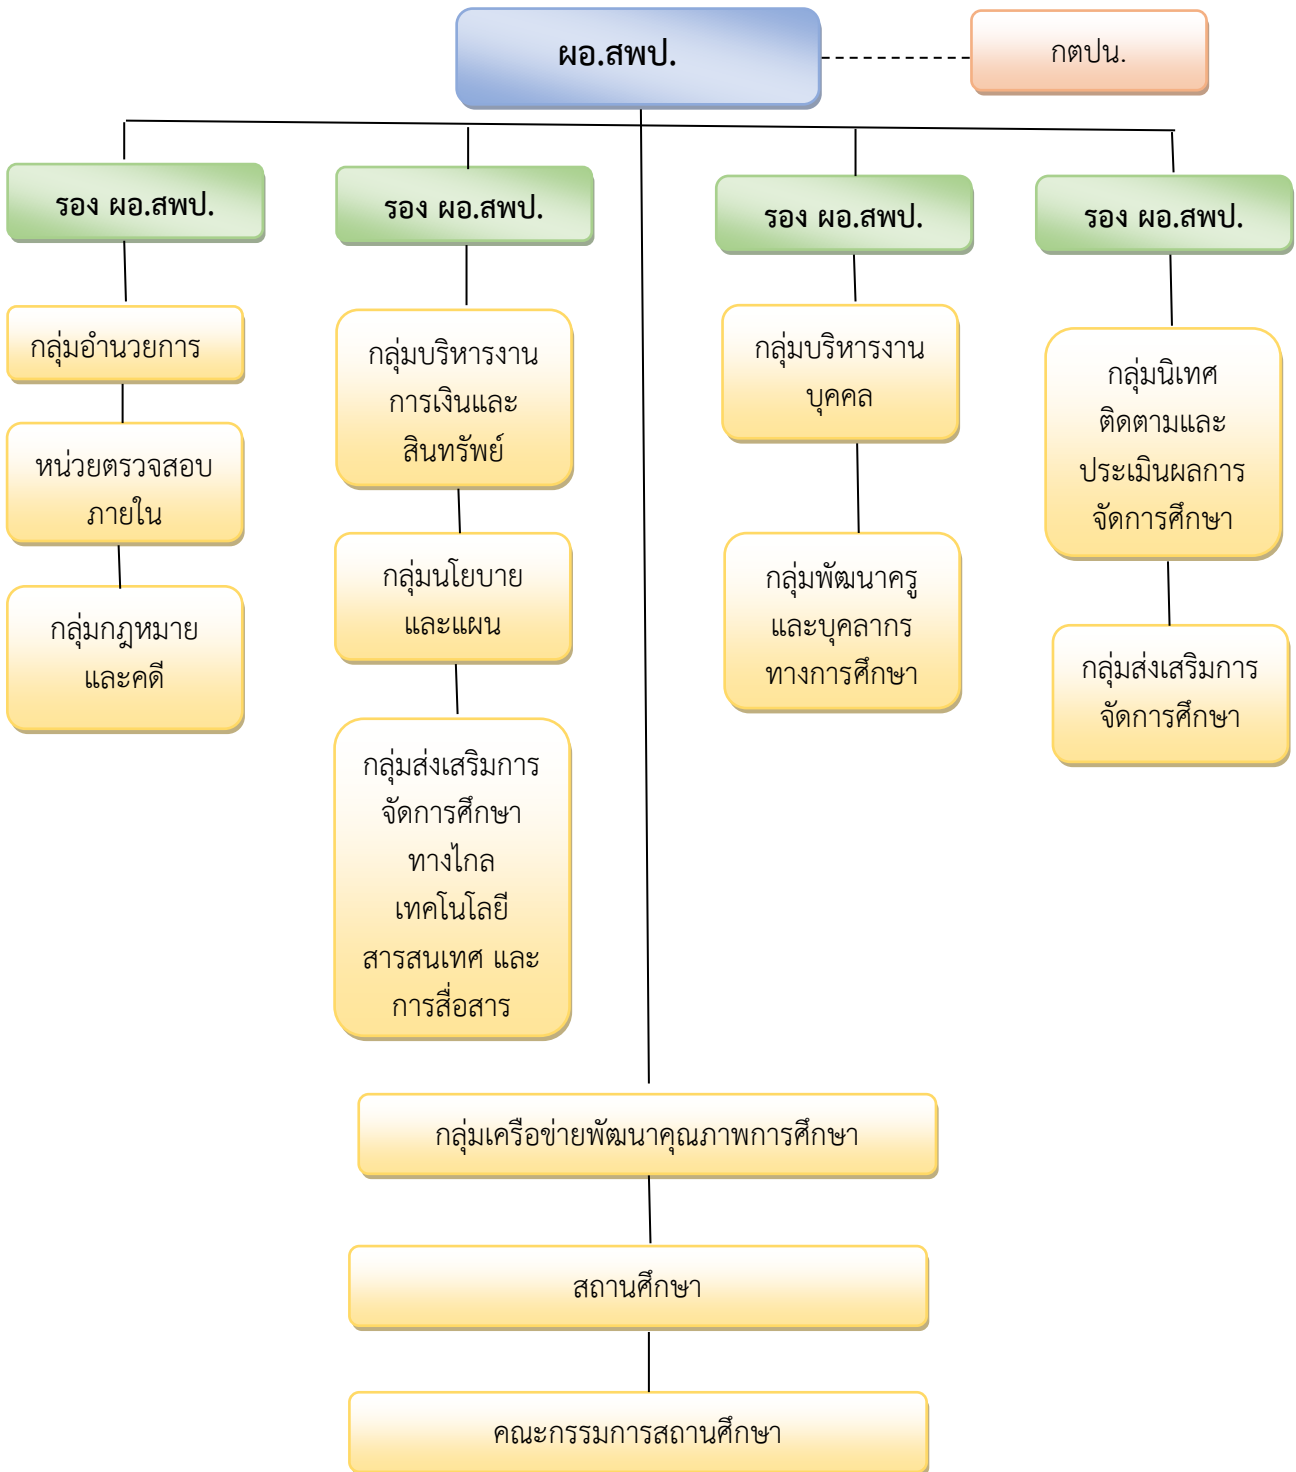 ผอ.สพป.
กตปน.
รอง ผอ.สพป.
รอง ผอ.สพป.
รอง ผอ.สพป.
รอง ผอ.สพป.
กลุ่มอำนวยการ
หน่วยตรวจสอบ
ภายใน
กลุ่มกฎหมาย
และคดี
กลุ่มบริหารงาน
การเงินและ
สินทรัพย์
กลุ่มนโยบาย
และแผน
กลุ่มส่งเสริมการ
จัดการศึกษา
ทางไกล
เทคโนโลยี
สารสนเทศ และ
การสื่อสาร
กลุ่มบริหารงาน
บุคคล
กลุ่มพัฒนาครู
และบุคลากร
ทางการศึกษา
กลุ่มนิเทศ
ติดตามและ
ประเมินผลการ
จัดการศึกษา
กลุ่มส่งเสริมการ
จัดการศึกษา
กลุ่มเครือข่ายพัฒนาคุณภาพการศึกษา
สถานศึกษา
คณะกรรมการสถานศึกษา